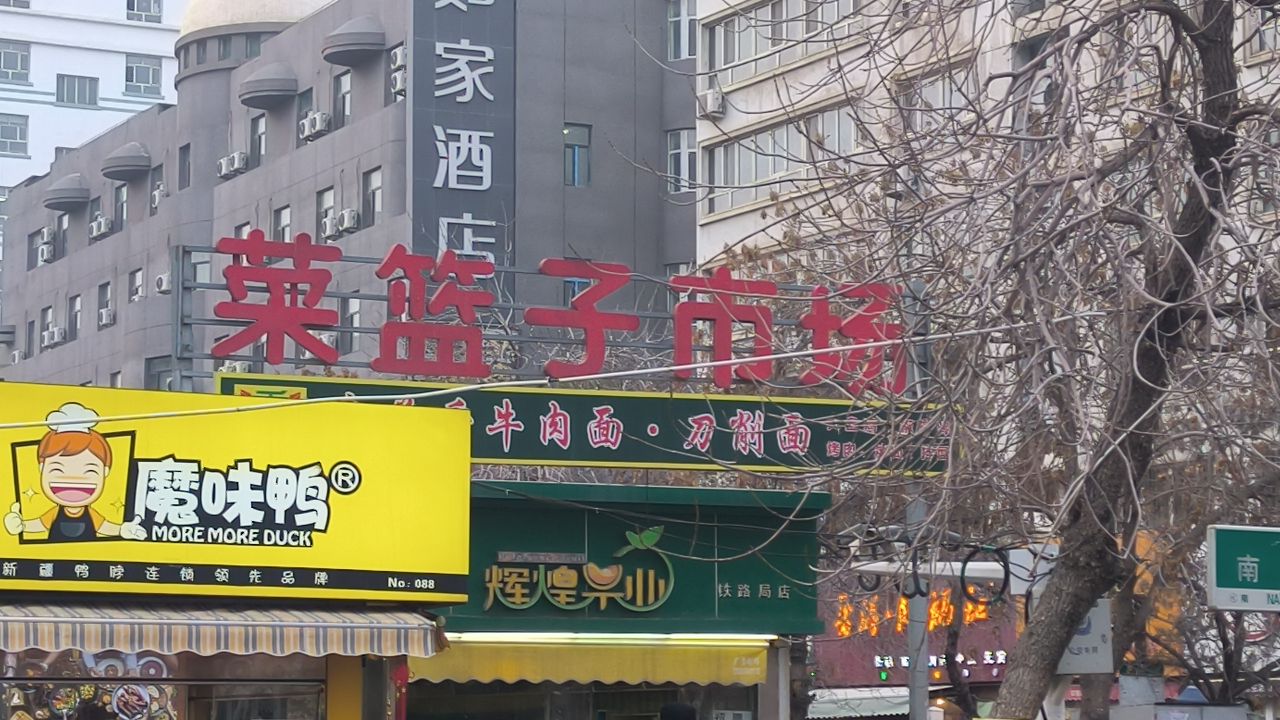 家酒店
菜篮子市场
牛肉面·刀削面
魔味鸭®
MORE MORE DUCK
新疆鸭脖连锁领先品牌 No: 088
辉煌果业
铁路局店
南
NA